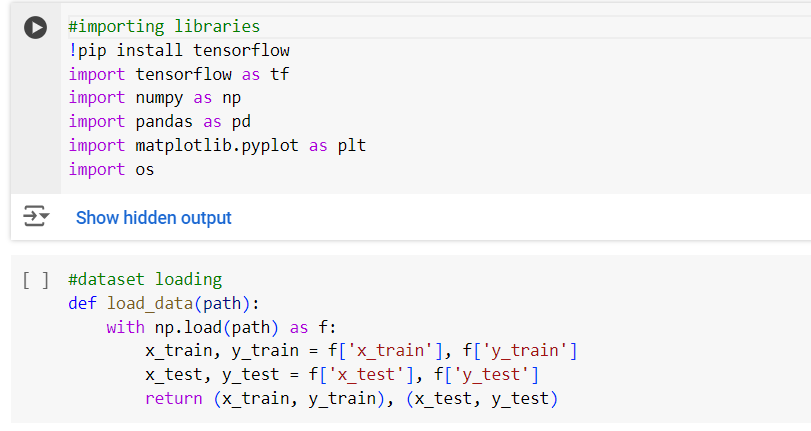 #importing libraries
!pip install tensorflow
import tensorflow as tf
import numpy as np
import pandas as pd
import matplotlib.pyplot as plt
import os
Show hidden output
[ ] #dataset loading
def load_data(path):
    with np.load(path) as f:
        x_train, y_train = f['x_train'], f['y_train']
        x_test, y_test = f['x_test'], f['y_test']
        return (x_train, y_train), (x_test, y_test)